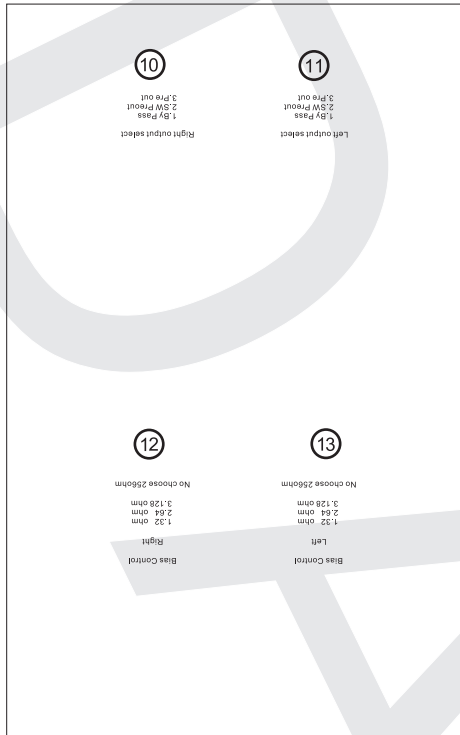 10
Right output select
1.By Pass
2.SW Preout
3.Pre out
11
Left output select
1.By Pass
2.SW Preout
3.Pre out
12
Bias Control
Right
1.32 ohm
2.64 ohm
3.128 ohm
No choose 256ohm
13
Bias Control
Left
1.32 ohm
2.64 ohm
3.128 ohm
No choose 256ohm